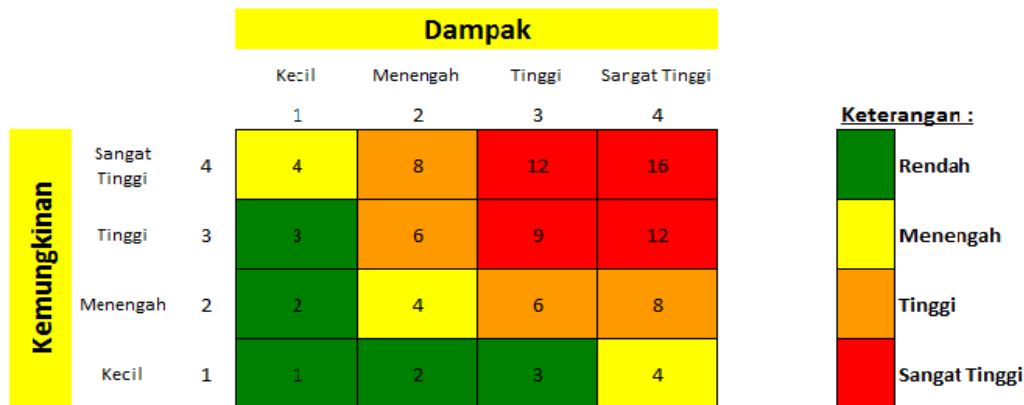 Dampak
Kecil Menengah Tinggi Sangat Tinggi
1 2 3 4
Keterangan :
Kemungkinan
Sangat
Tinggi 4 4 8 12 16
Rendah
Tinggi 3 3 6 9 12
Menengah
Menengah 2 2 4 6 8
Tinggi
Kecil 1 1 2 3 4
Sangat Tinggi